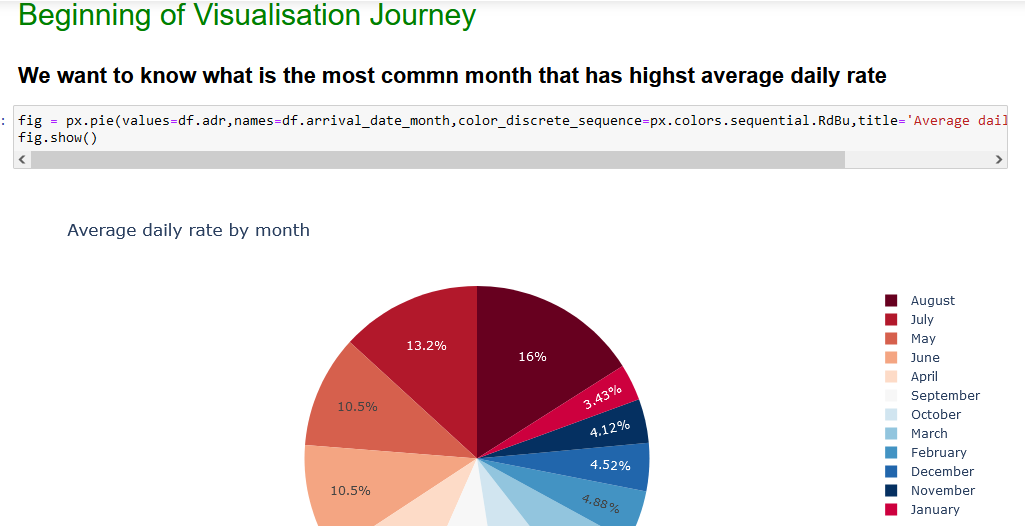 Beginning of Visualisation Journey
We want to know what is the most commn month that has highst average daily rate
:
fig = px.pie(values=df.adr,names=df.arrival_date_month,color_discrete_sequence=px.colors.sequential.RdBu,title='Average dail
fig.show()
Average daily rate by month
16%
3.43%
4.12%
4.52%
4.88%
13.2%
10.5%
10.5%
August
July
May
June
April
September
October
March
February
December
November
January